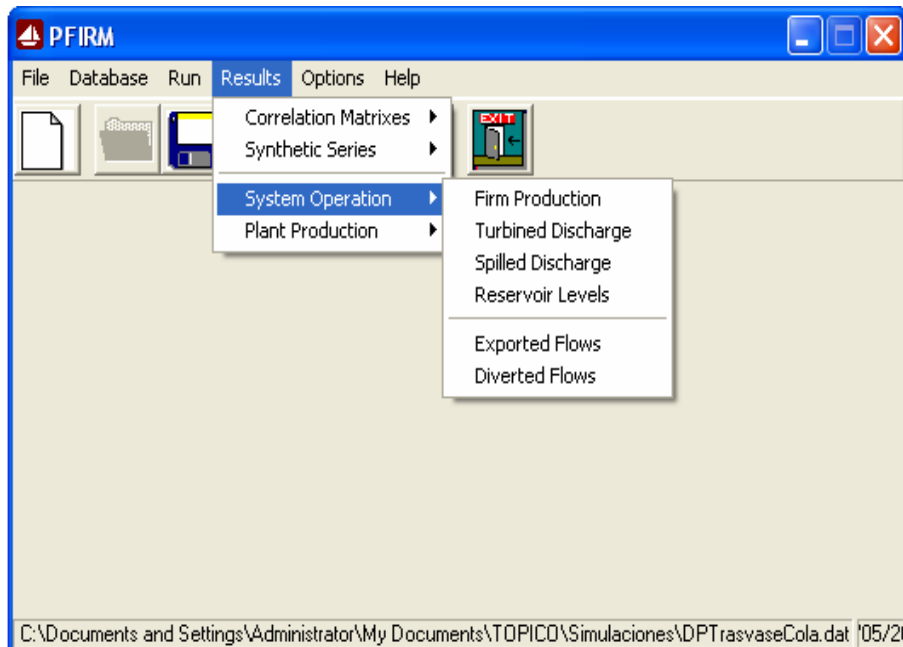 PFIRM
File Database Run Results Options Help
Correlation Matrixes
Synthetic Series
EXIT
System Operation
Plant Production
Firm Production
Turbined Discharge
Spilled Discharge
Reservoir Levels
Exported Flows
Diverted Flows
C:\Documents and Settings\Administrator\My Documents\TOPICO\Simulaciones\DPTrasvaseCola.dat